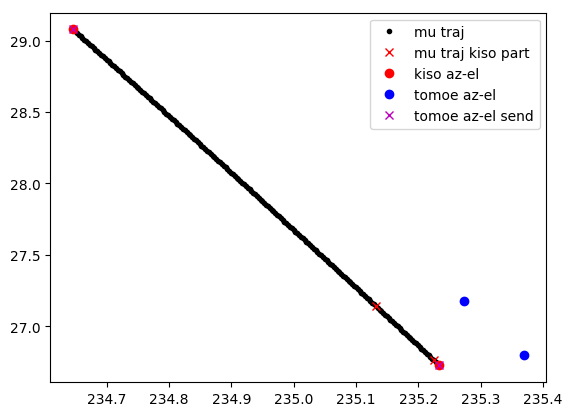 mu traj
mu traj kiso part
kiso az-el
tomoe az-el
tomoe az-el send
29.0
28.5
28.0
27.5
27.0
234.7 234.8 234.9 235.0 235.1 235.2 235.3 235.4